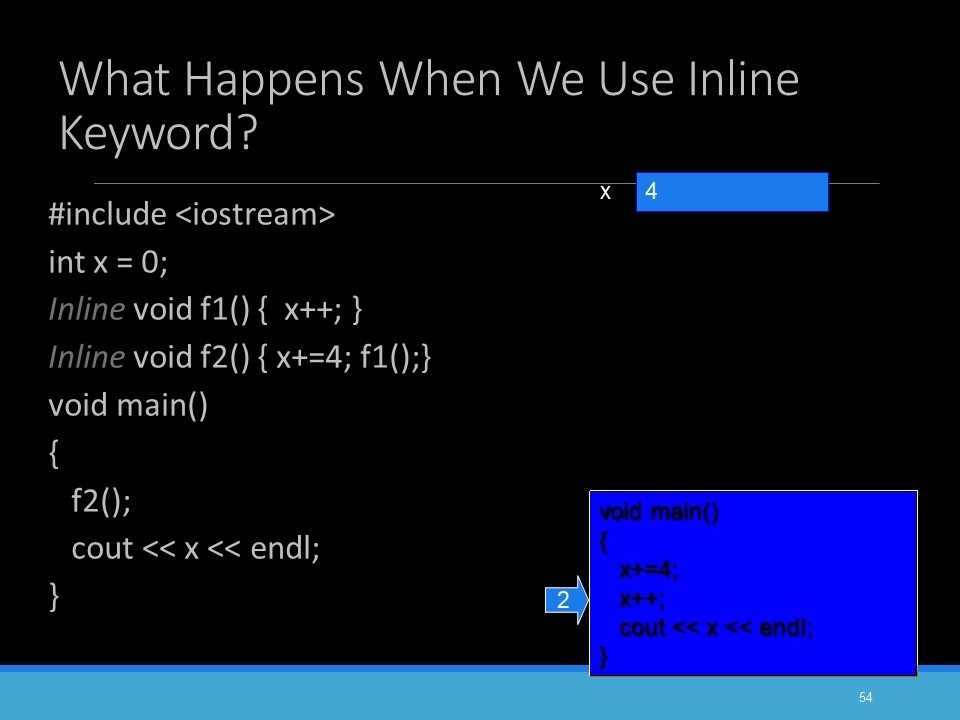 What Happens When We Use Inline
Keyword?
x 4
#include <iostream>
int x = 0;
Inline void f1() {  x++; }
Inline void f2() { x+=4; f1();}
void main()
{
f2();
cout << x << endl;
}
2
void main()
{
x+=4;
x++;
cout << x << endl;
}
54